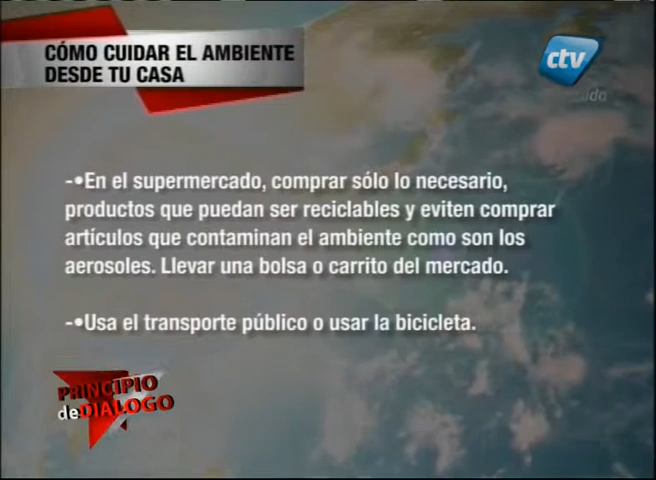 CÓMO CUIDAR EL AMBIENTE
DESDE TU CASA
ctv
-•En el supermercado, comprar sólo lo necesario,
productos que puedan ser reciclables y eviten comprar
artículos que contaminan el ambiente como son los
aerosoles. Llevar una bolsa o carrito del mercado.
-•Usa el transporte público o usar la bicicleta.
PRINCIPIO
deDIALOGO